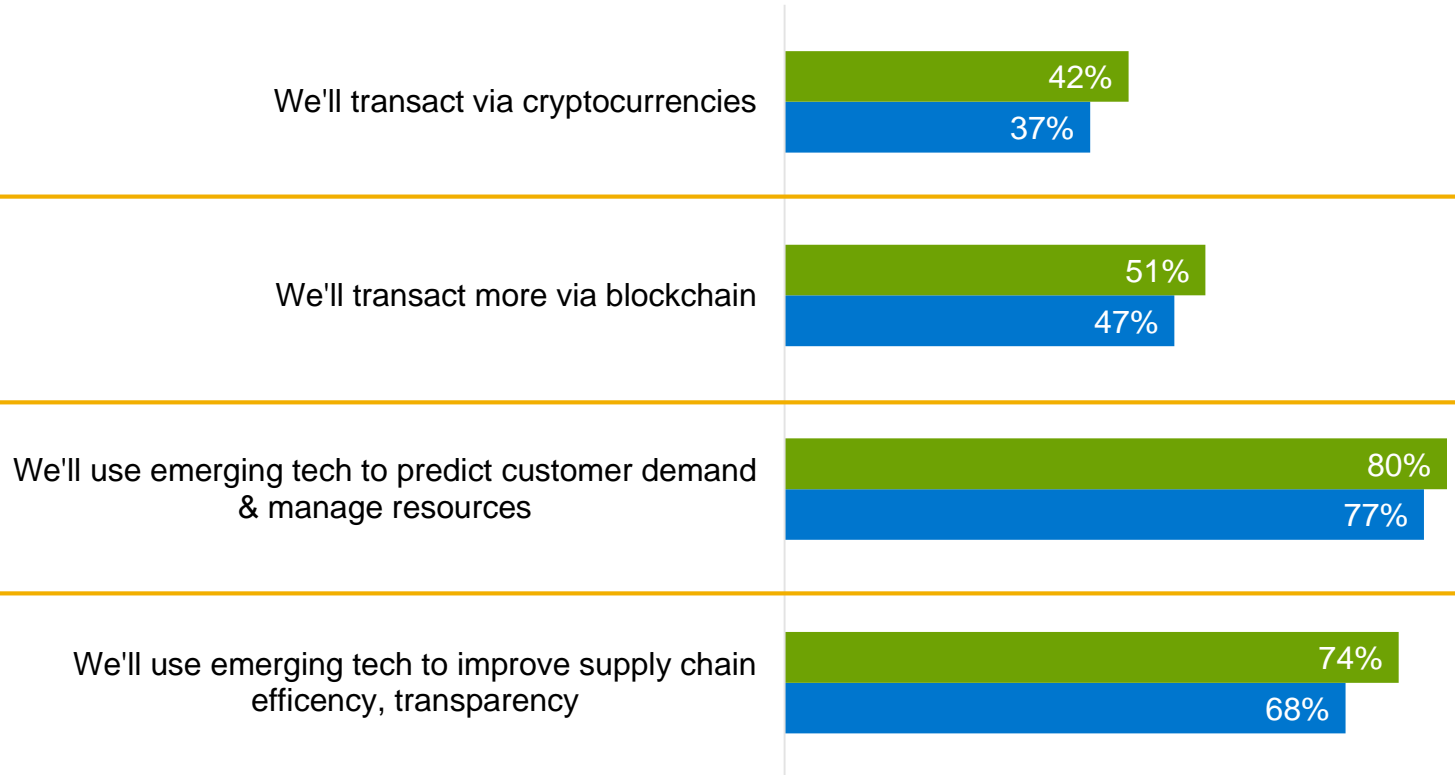 We'll transact via cryptocurrencies
42%
37%
We'll transact more via blockchain
51%
47%
We'll use emerging tech to predict customer demand
& manage resources
80%
77%
We'll use emerging tech to improve supply chain
efficency, transparency
74%
68%